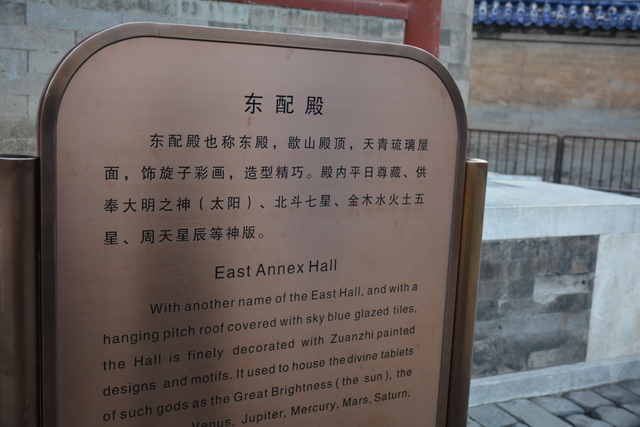 东配殿
东配殿也称东殿，歇山殿顶，天青琉璃屋
面，饰旋子彩画，造型精巧。殿内平日尊藏、供
奉大明之神（太阳）、北斗七星、金木水火土五
星、周天星辰等神版。
East Annex Hall
With another name of the East Hall, and with a
hanging pitch roof covered with sky blue glazed tiles,
the Hall is finely decorated with Zuanzhi painted
designs and motifs. It used to house the divine tablets
of such gods as the Great Brightness (the sun), the
Venus, Jupiter, Mercury, Mars, Saturn,